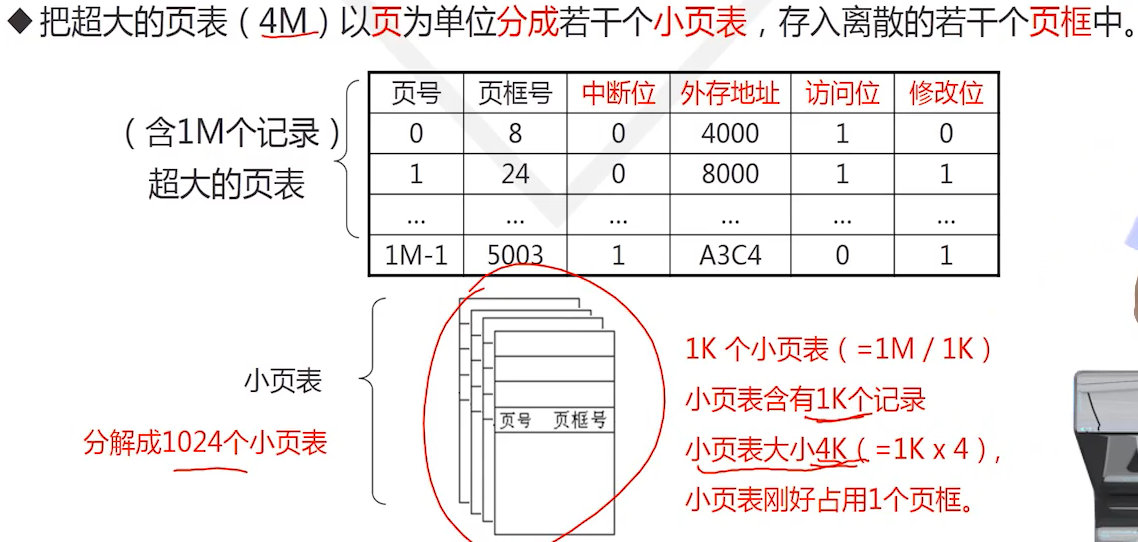 ◆把超大的页表（4M）以页为单位分成若干个小页表，存入离散的若干个页框中。
（含1M个记录）
超大的页表
页号 页框号 中断位 外存地址 访问位 修改位
0 8 0 4000 1 0
1 24 0 8000 1 1
... ... ... ... ... ...
1M-1 5003 1 A3C4 0 1
小页表
分解成1024个小页表
页号 页框号
1K 个小页表（=1M / 1K）
小页表含有1K个记录
小页表大小4K（=1K x 4），
小页表刚好占用1个页框。